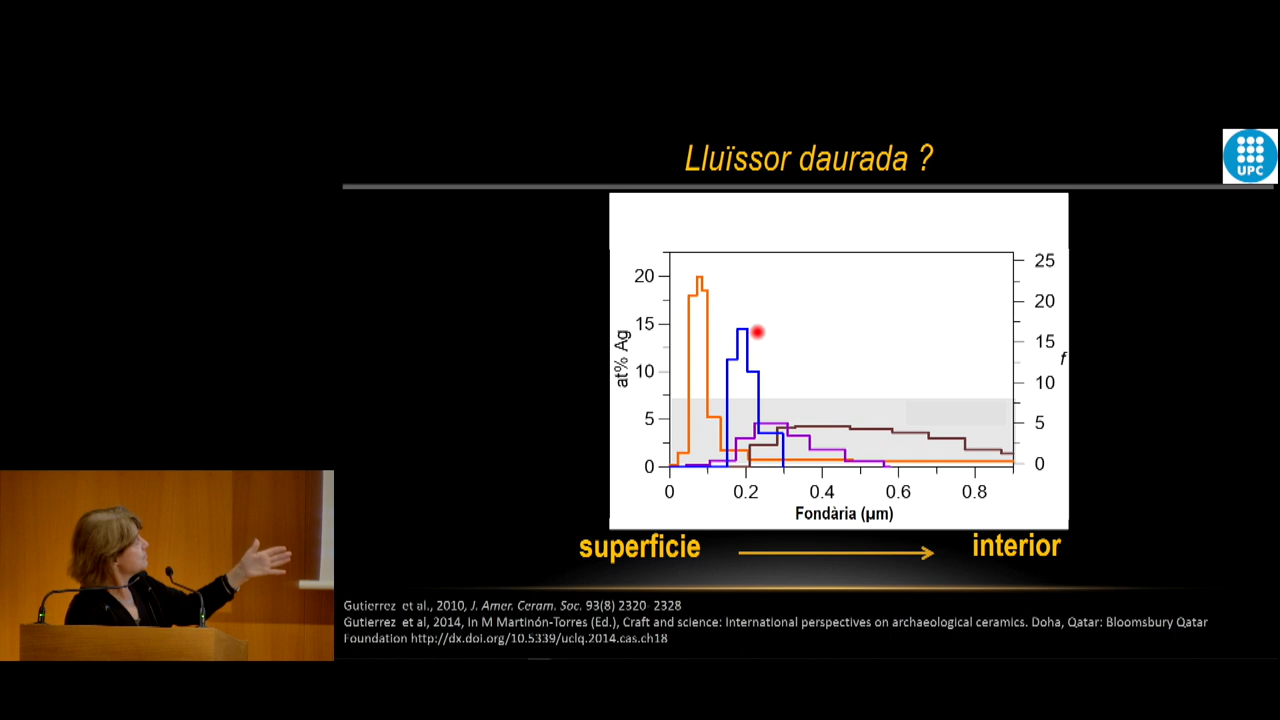 Lluïssor daurada ?
UPC
20
15
10
5
0
at% Ag
25
20
15
10
5
0
f
0 0.2 0.4 0.6 0.8
Fondària (µm)
superficie interior
Gutierrez et al., 2010, J. Amer. Ceram. Soc. 93(8) 2320- 2328
Gutierrez et al, 2014, In M Martinón-Torres (Ed.), Craft and science: International perspectives on archaeological ceramics. Doha, Qatar: Bloomsbury Qatar
Foundation http://dx.doi.org/10.5339/uclq.2014.cas.ch18